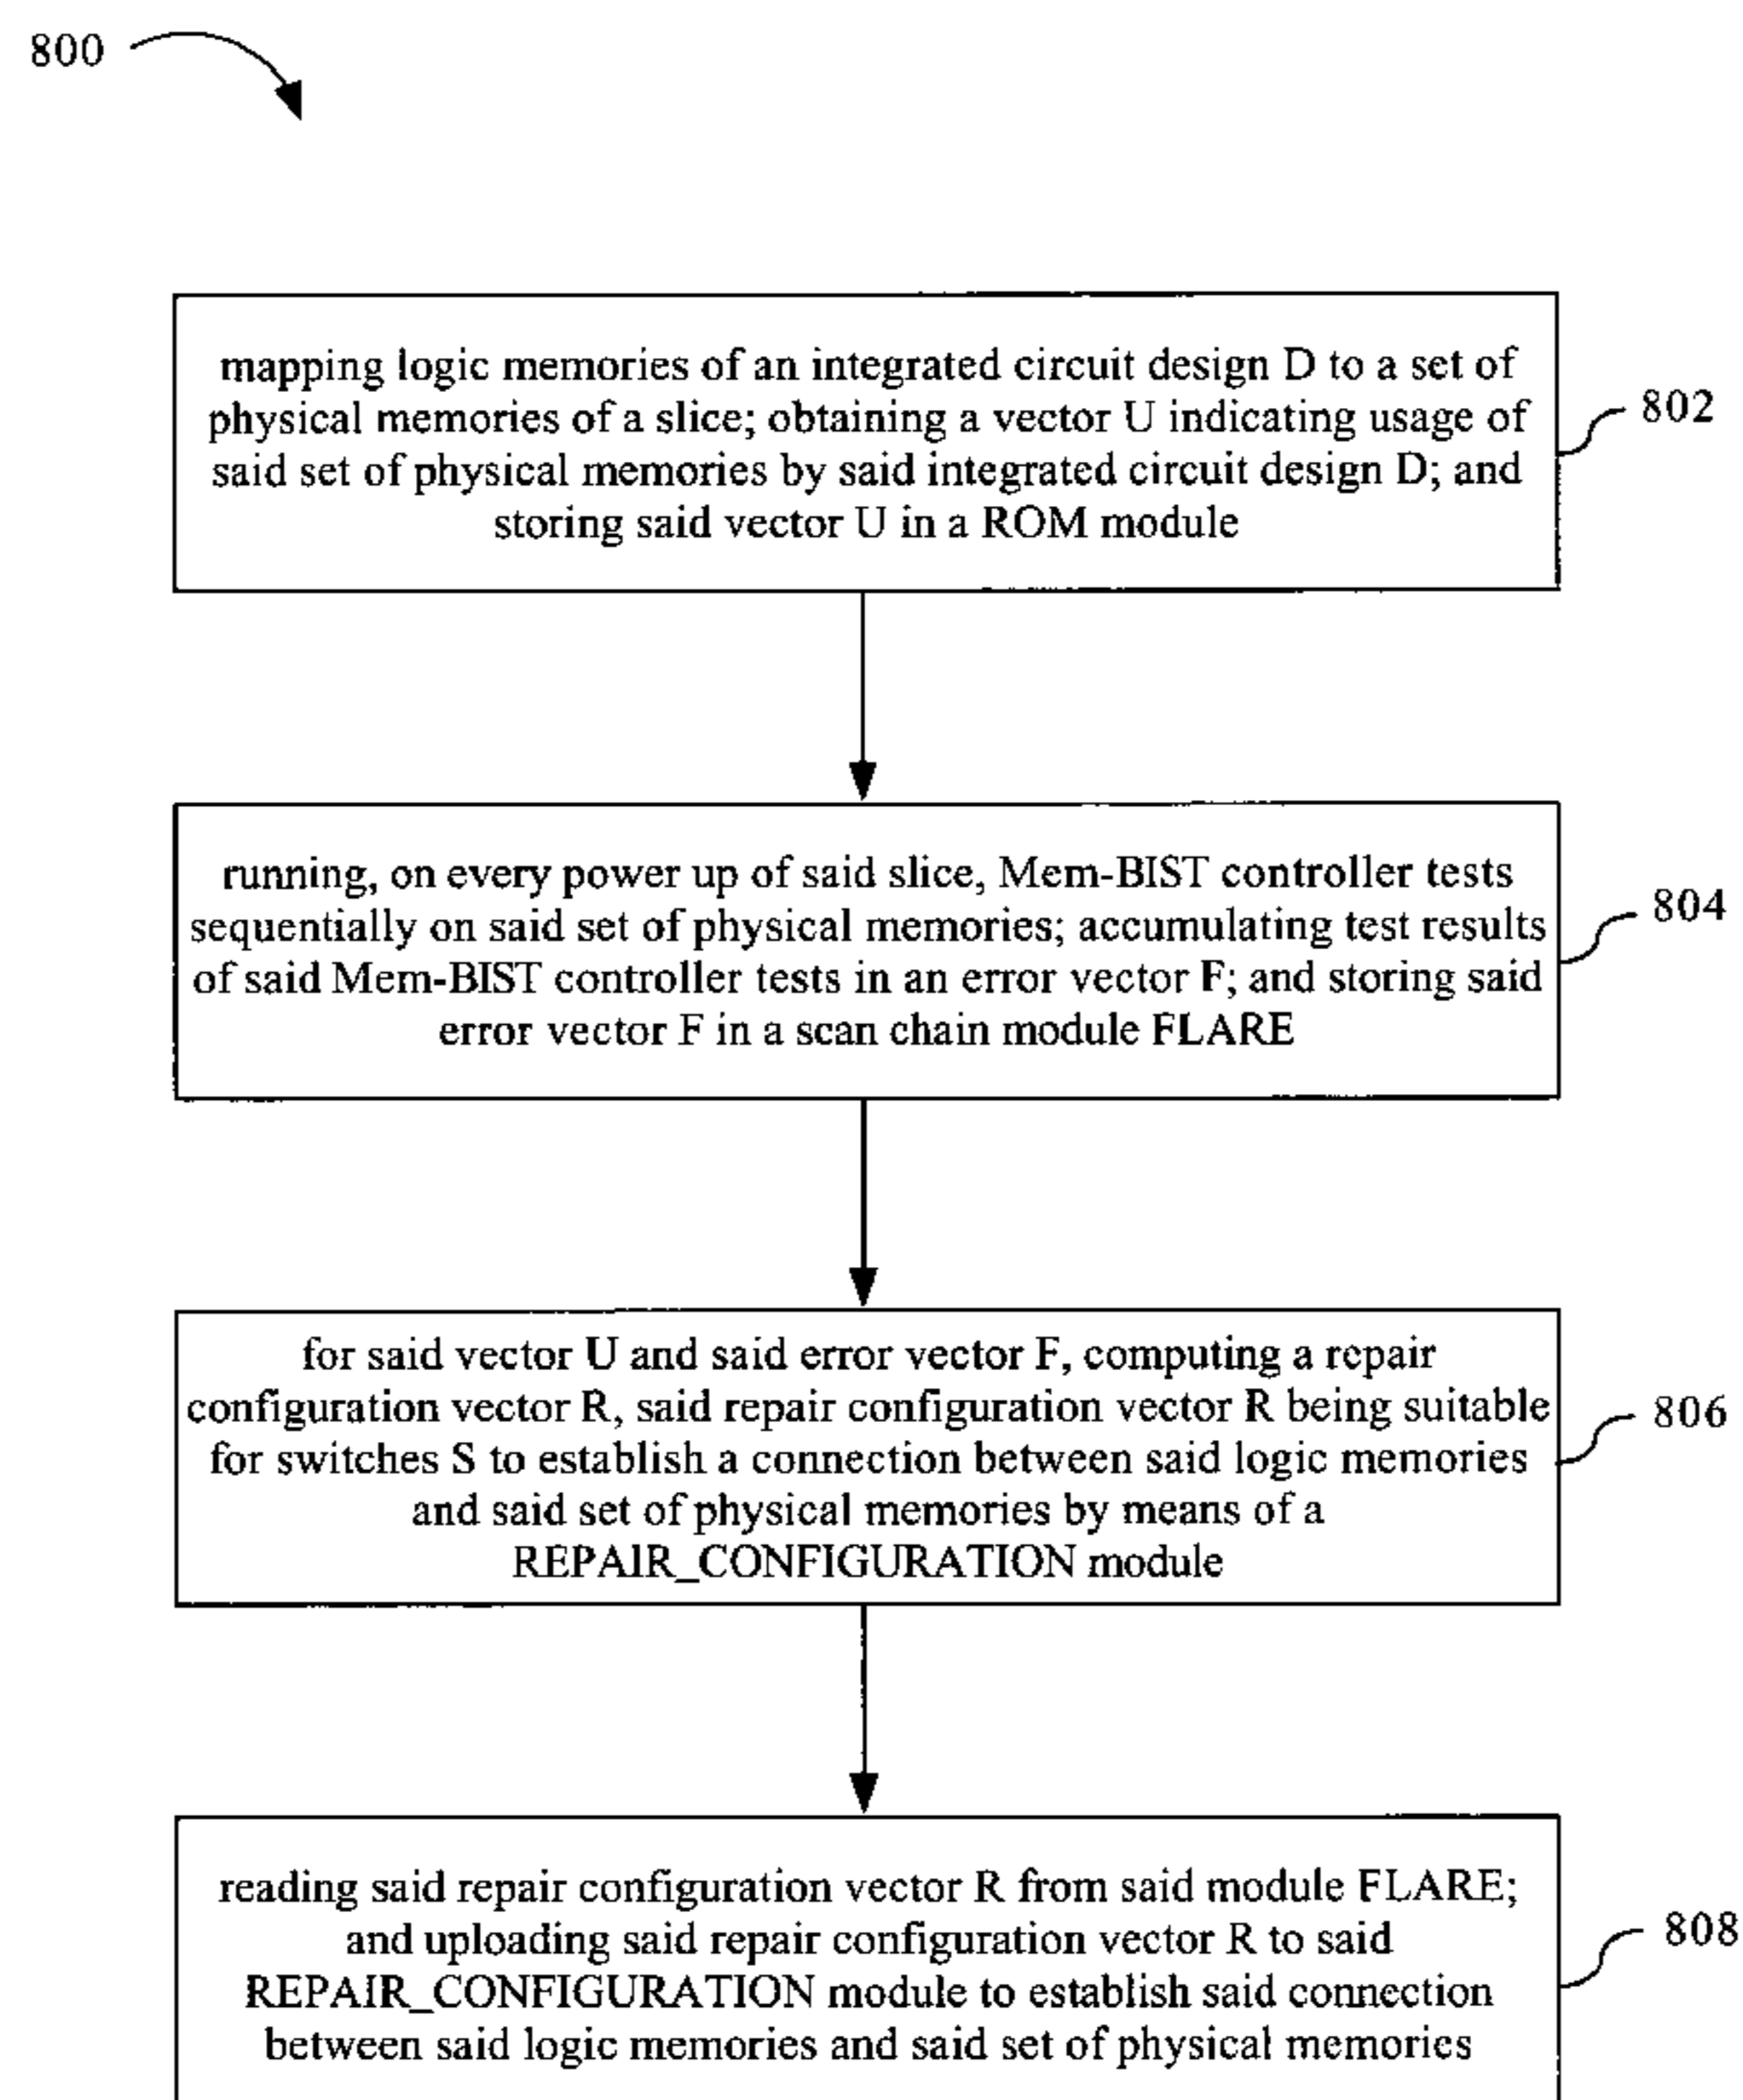 800
mapping logic memories of an integrated circuit design D to a set of
physical memories of a slice; obtaining a vector U indicating usage of
said set of physical memories by said integrated circuit design D; and
storing said vector U in a ROM module
802
running, on every power up of said slice, Mem-BIST controller tests
sequentially on said set of physical memories; accumulating test results
of said Mem-BIST controller tests in an error vector F; and storing said
error vector F in a scan chain module FLARE
804
for said vector U and said error vector F, computing a repair
configuration vector R, said repair configuration vector R being suitable
for switches S to establish a connection between said logic memories
and said set of physical memories by means of a
REPAIR_CONFIGURATION module
806
reading said repair configuration vector R from said module FLARE;
and uploading said repair configuration vector R to said
REPAIR_CONFIGURATION module to establish said connection
between said logic memories and said set of physical memories
808